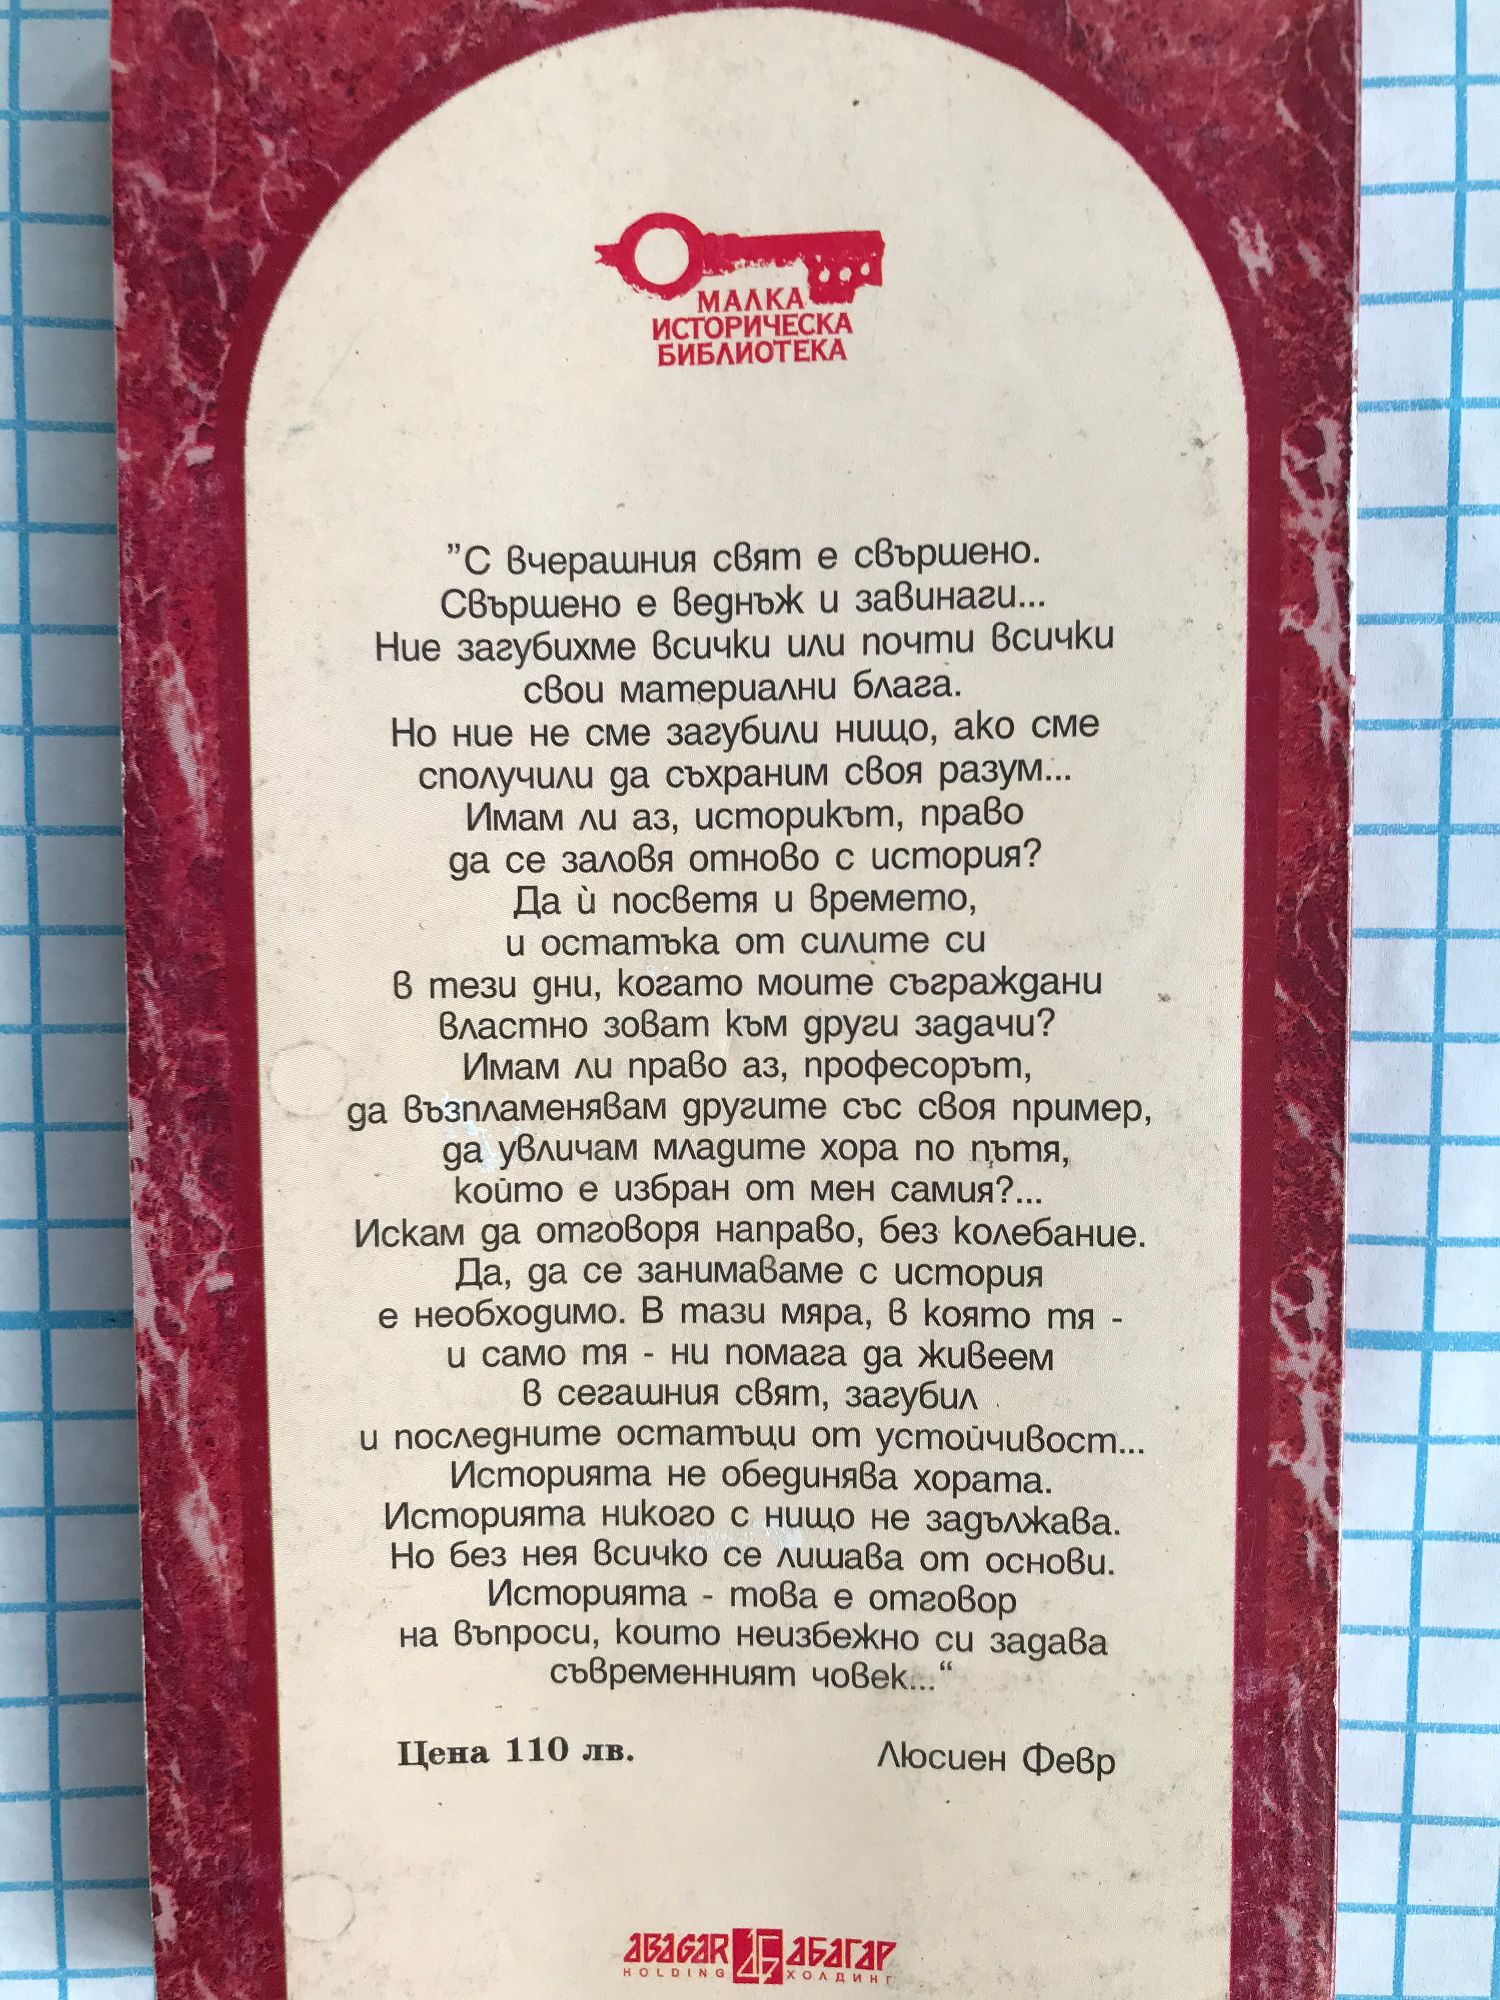 МАЛКА
ИСТОРИЧЕСКА
БИБЛИОТЕКА
"С вчерашния свят е свършено.
Свършено е веднъж и завинаги...
Ние загубихме всички или почти всички
свои материални блага.
Но ние не сме загубили нищо, ако сме
сполучили да съхраним своя разум...
Имам ли аз, историкът, право
да се заловя отново с история?
Да ѝ посветя и времето,
и остатъка от силите си
в тези дни, когато моите съграждани
властно зоват към други задачи?
Имам ли право аз, професорът,
да възпламенявам другите със своя пример,
да увличам младите хора по пътя,
който е избран от мен самия?...
Искам да отговоря направо, без колебание.
Да, да се занимаваме с история
е необходимо. В тази мяра, в която тя -
и само тя - ни помага да живеем
в сегашния свят, загубил
и последните остатъци от устойчивост...
Историята не обединява хората.
Историята никого с нищо не задължава.
Но без нея всичко се лишава от основи.
Историята - това е отговор
на въпроси, които неизбежно си задава
съвременният човек..."
Цена 110 лв. Люсиен Февр
ABAGAR АБАГАР
HOLDING ХОЛДИНГ